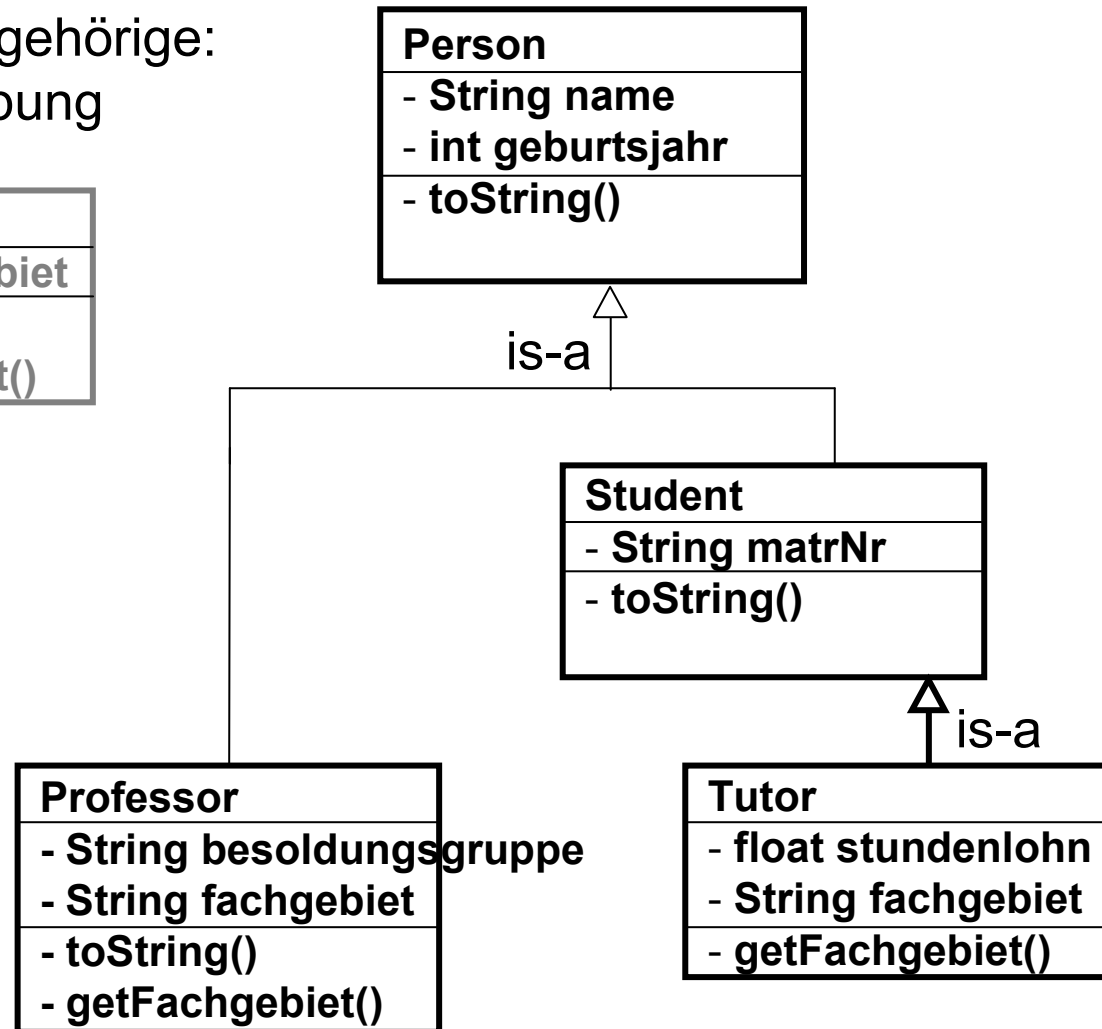 gehörige:
bung
biet
t()
Person
- String name
- int geburtsjahr
- toString()
is-a
Student
- String matrNr
- toString()
is-a
Professor
- String besoldungsgruppe
- String fachgebiet
- toString()
- getFachgebiet()
Tutor
- float stundenlohn
- String fachgebiet
- getFachgebiet()